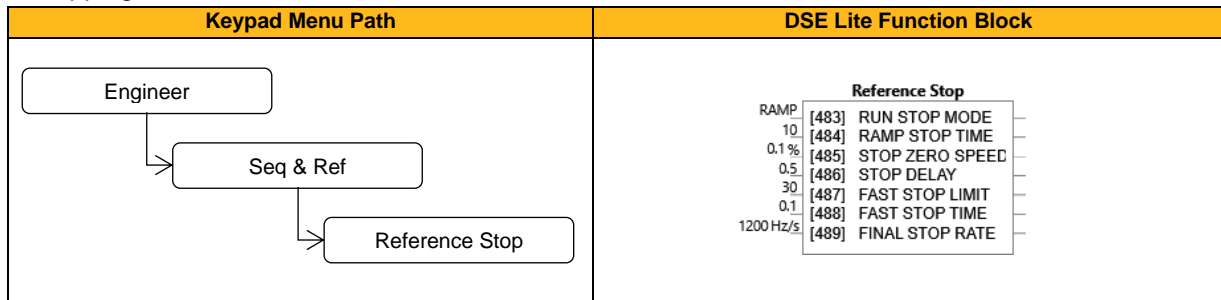 Keypad Menu Path
DSE Lite Function Block
Engineer
Seq & Ref
Reference Stop
Reference Stop
RAMP [483] RUN STOP MODE
10 [484] RAMP STOP TIME
0.1 % [485] STOP ZERO SPEED
0.5 [486] STOP DELAY
30 [487] FAST STOP LIMIT
0.1 [488] FAST STOP TIME
1200 Hz/s [489] FINAL STOP RATE